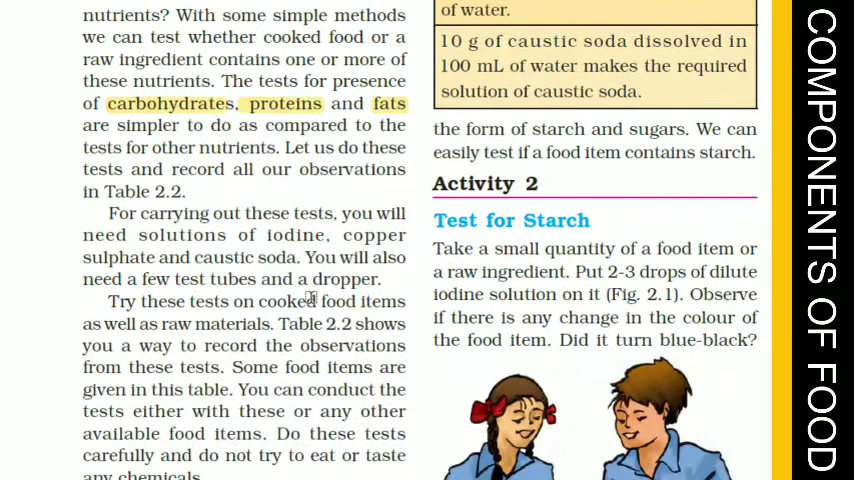 nutrients? With some simple methods
we can test whether cooked food or a
raw ingredient contains one or more of
these nutrients. The tests for presence
of carbohydrates, proteins and fats
are simpler to do as compared to the
tests for other nutrients. Let us do these
tests and record all our observations
in Table 2.2.
For carrying out these tests, you will
need solutions of iodine, copper
sulphate and caustic soda. You will also
need a few test tubes and a dropper.
Try these tests on cooked food items
as well as raw materials. Table 2.2 shows
you a way to record the observations
from these tests. Some food items are
given in this table. You can conduct the
tests either with these or any other
available food items. Do these tests
carefully and do not try to eat or taste
any chemicals.
of water.
10 g of caustic soda dissolved in
100 mL of water makes the required
solution of caustic soda.
the form of starch and sugars. We can
easily test if a food item contains starch.
Activity 2
Test for Starch
Take a small quantity of a food item or
a raw ingredient. Put 2-3 drops of dilute
iodine solution on it (Fig. 2.1). Observe
if there is any change in the colour of
the food item. Did it turn blue-black?
COMPONENTS OF FOOD